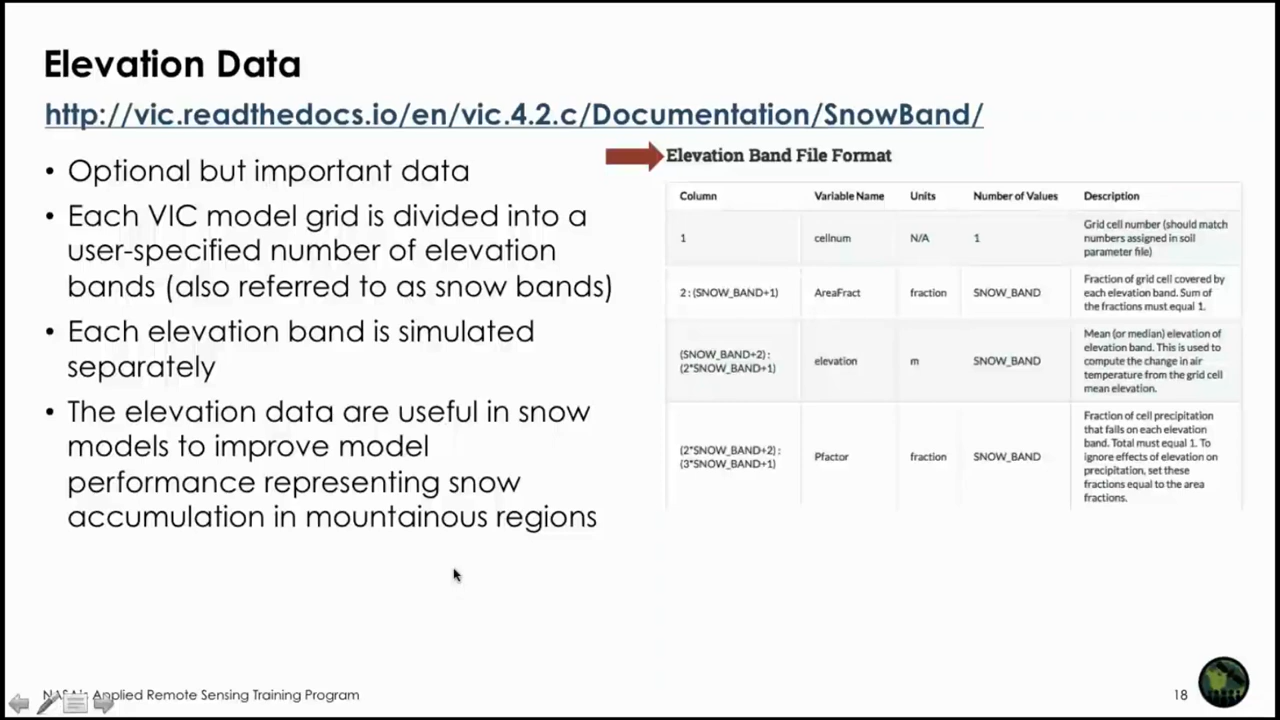 Elevation Data
http://vic.readthedocs.io/en/vic.4.2.c/Documentation/SnowBand/
• Optional but important data
• Each VIC model grid is divided into a
user-specified number of elevation
bands (also referred to as snow bands)
• Each elevation band is simulated
separately
• The elevation data are useful in snow
models to improve model
performance representing snow
accumulation in mountainous regions
Elevation Band File Format
Column Variable Name Units Number of Values Description
1 cellnum N/A 1 Grid cell number (should match
numbers assigned in soil
parameter file)
2 : (SNOW_BAND+1) AreaFract fraction SNOW_BAND Fraction of grid cell covered by
each elevation band. Sum of
the fractions must equal 1.
(SNOW_BAND+2) :
(2*SNOW_BAND+1) elevation m SNOW_BAND Mean (or median) elevation of
elevation band. This is used to
compute the change in air
temperature from the grid cell
mean elevation.
(2*SNOW_BAND+2) :
(3*SNOW_BAND+1) Pfactor fraction SNOW_BAND Fraction of cell precipitation
that falls on each elevation
band. Total must equal 1. To
ignore effects of elevation on
precipitation, set these
fractions equal to the area
fractions.
NASA's Applied Remote Sensing Training Program
18